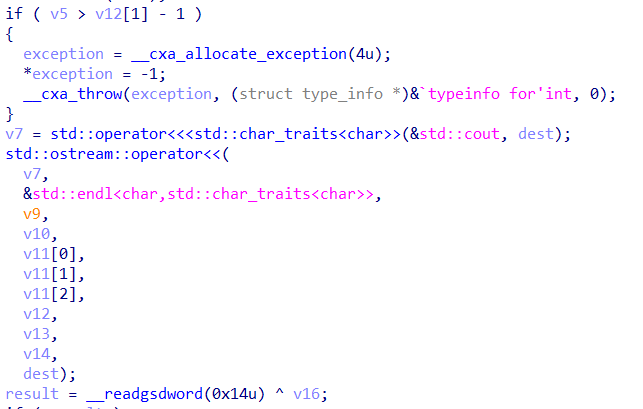 if ( v5 > v12[1] - 1 )
{
exception = __cxa_allocate_exception(4u);
*exception = -1;
__cxa_throw(exception, (struct type_info *)&`typeinfo for'int, 0);
}
v7 = std::operator<<<std::char_traits<char>>(&std::cout, dest);
std::ostream::operator<<(
v7,
&std::endl<char,std::char_traits<char>>,
v9,
v10,
v11[0],
v11[1],
v11[2],
v12,
v13,
v14,
dest);
result = __readgsdword(0x14u) ^ v16;